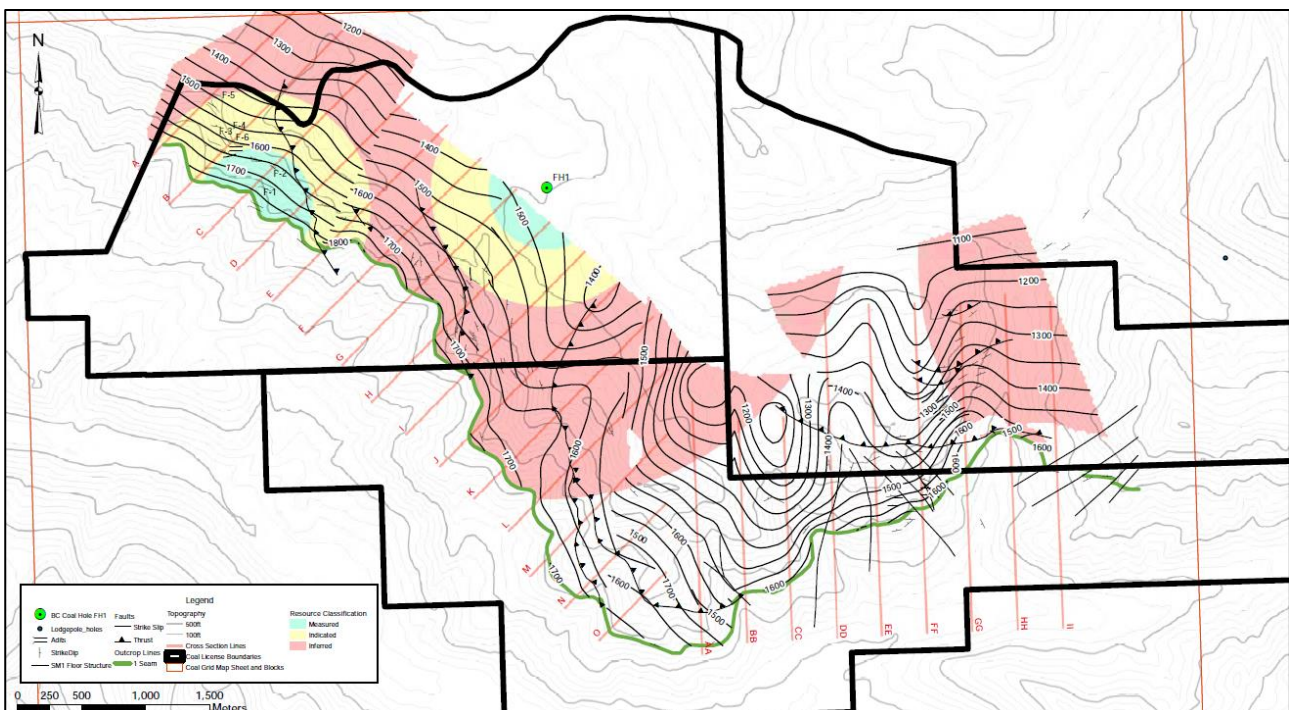 1200
1300
1400
1500
N
F-5
F-4
F-3
F-6
1600
1700
F-2
F-1
1800
A
B
C
D
E
F
G
H
I
J
K
L
M
N
O
1400
1500
1600
1700
1500
FH1
1400
1700
1500
1600
1700
1100
1200
1300
1400
1400
1200
1300
1400
1300
1500
1600
1500
1600
1600
1500
1600
1600
1500
1600
1700
1600
1700
1500
1600
AA
BB
CC
DD
EE
FF
GG
HH
II
Legend
BC Coal Hole FH1
Lodgepole_holes
Adits
StrikeDip
SM1 Floor Structure
Faults
Strike Slip
Thrust
Outcrop Lines
1 Seam
Topography
500ft
100ft
Cross Section Lines
Coal License Boundaries
Coal Grid Map Sheet and Blocks
Resource Classification
Measured
Indicated
Inferred
0 250 500 1,000 1,500
Meters